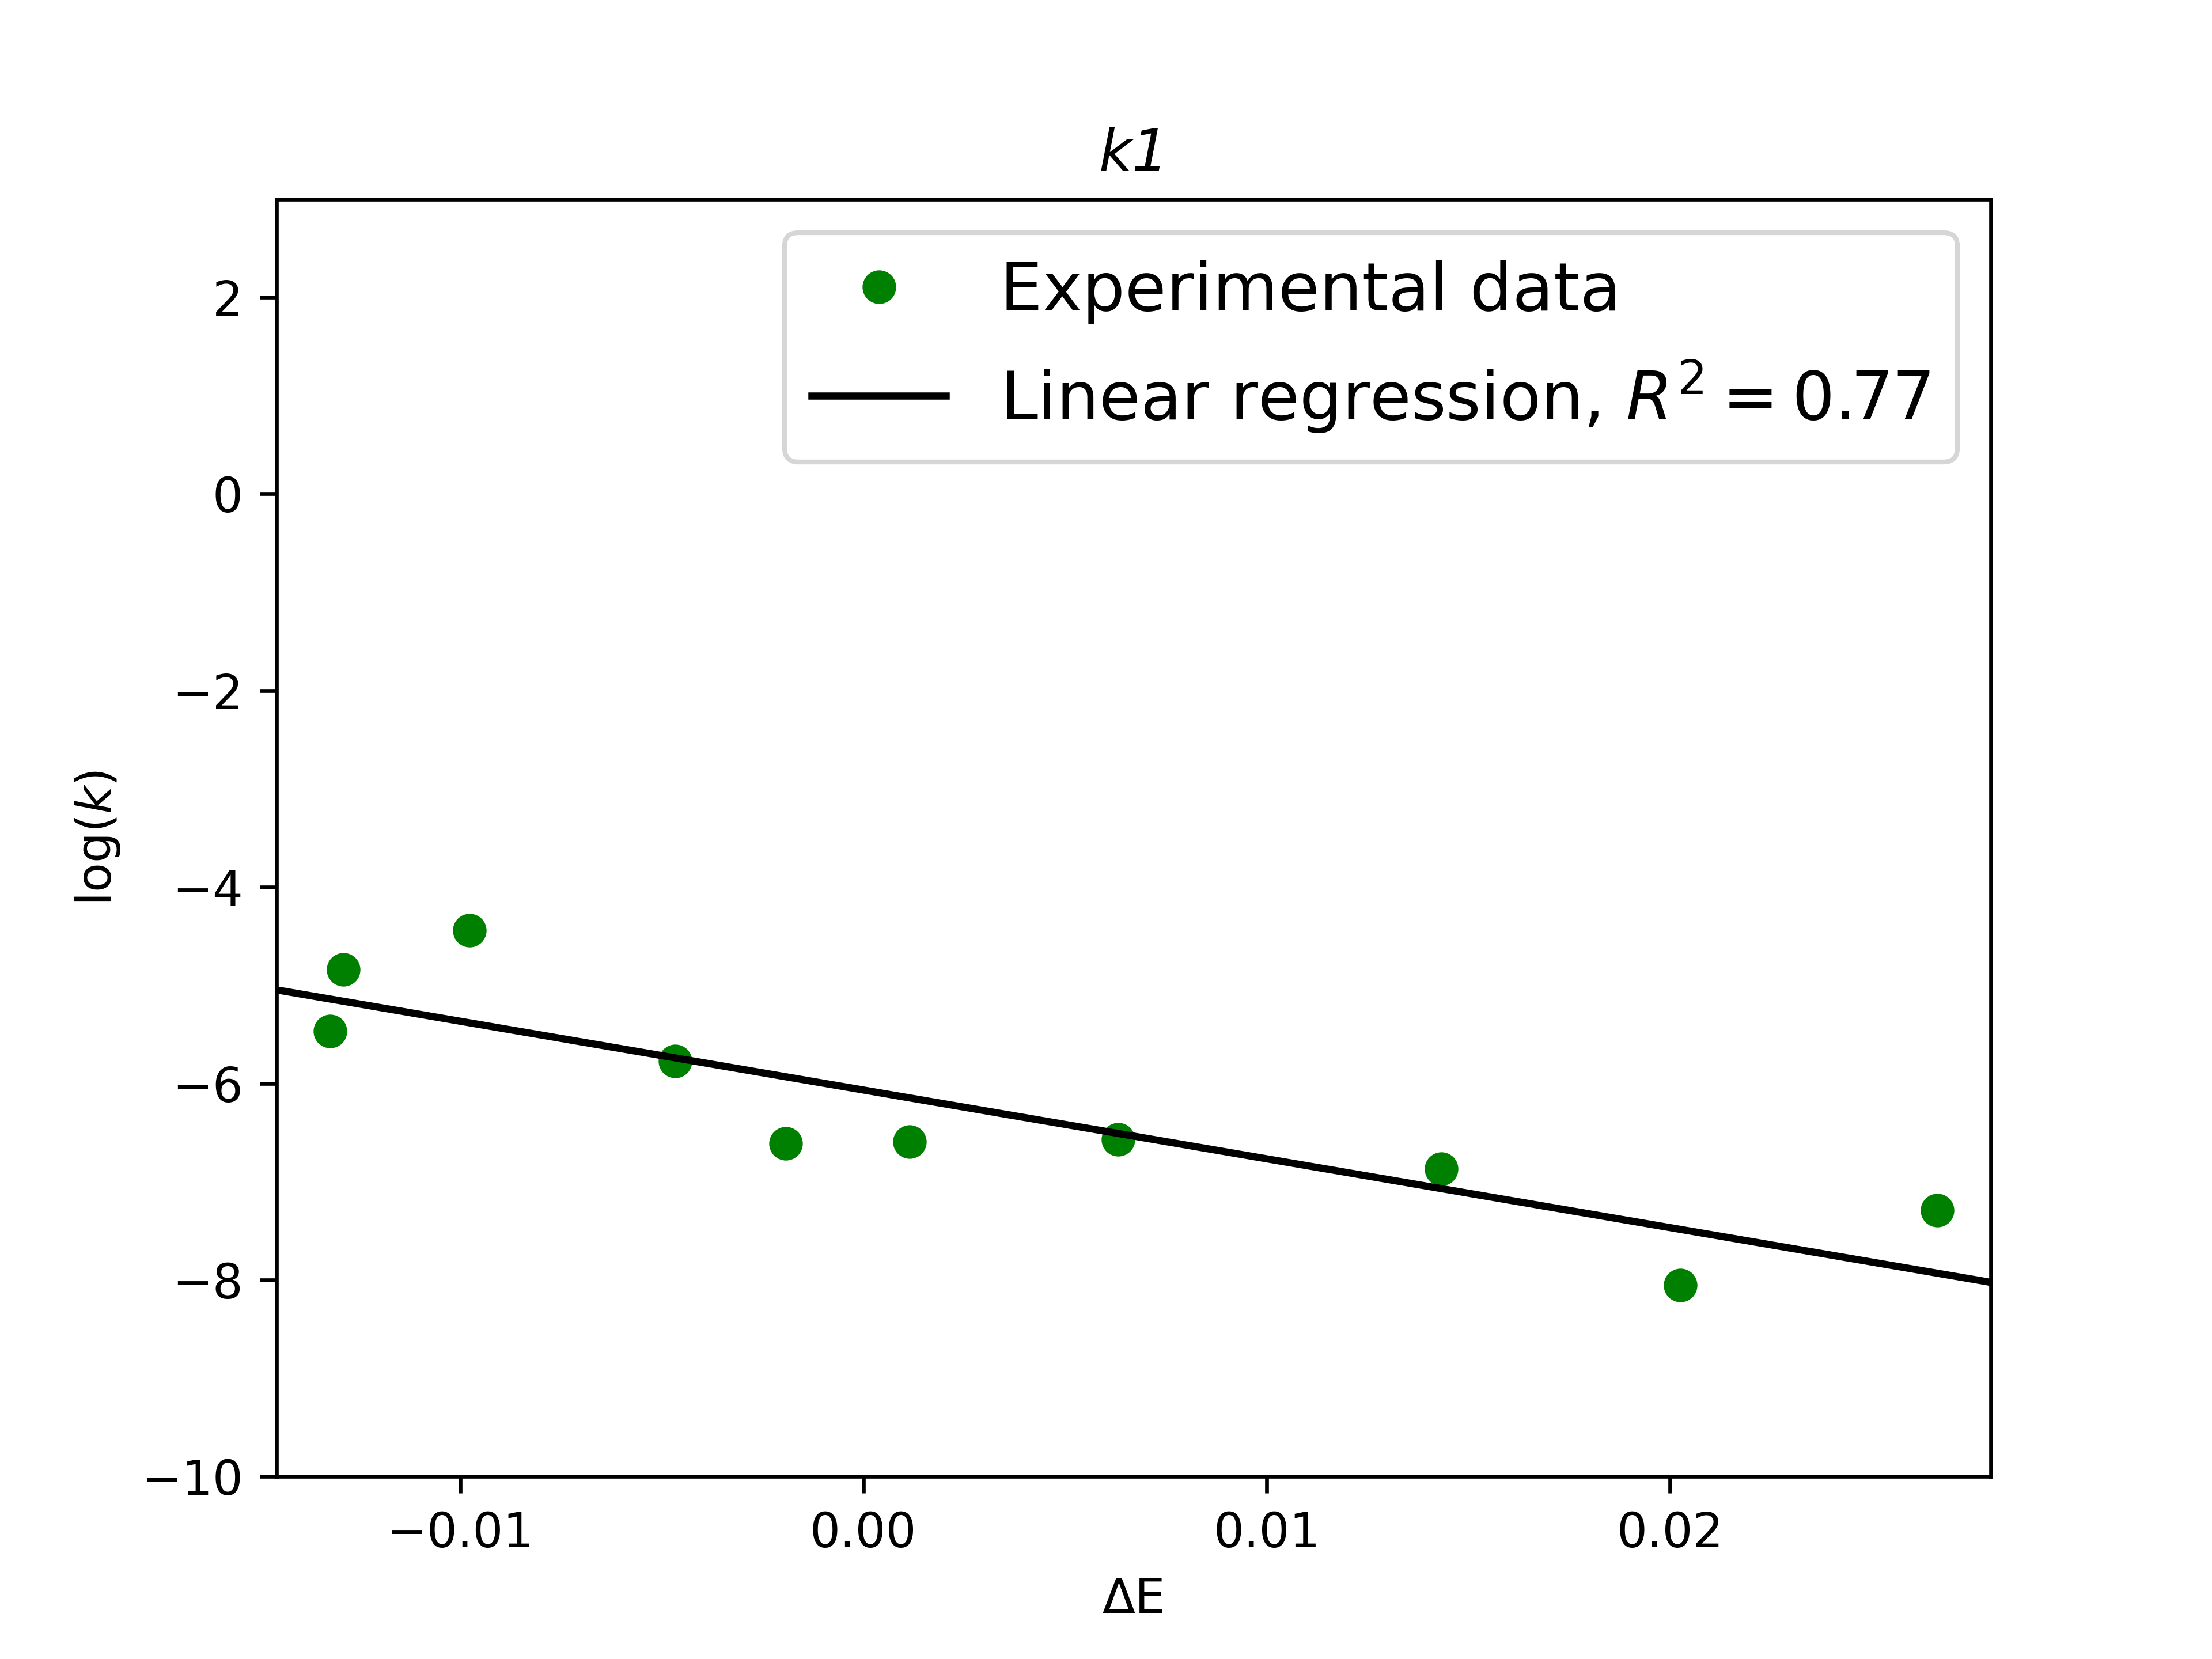 k1
Experimental data
Linear regression, R² = 0.77
2
0
−2
−4
−6
−8
−10
log(k)
−0.01 0.00 0.01 0.02
ΔE